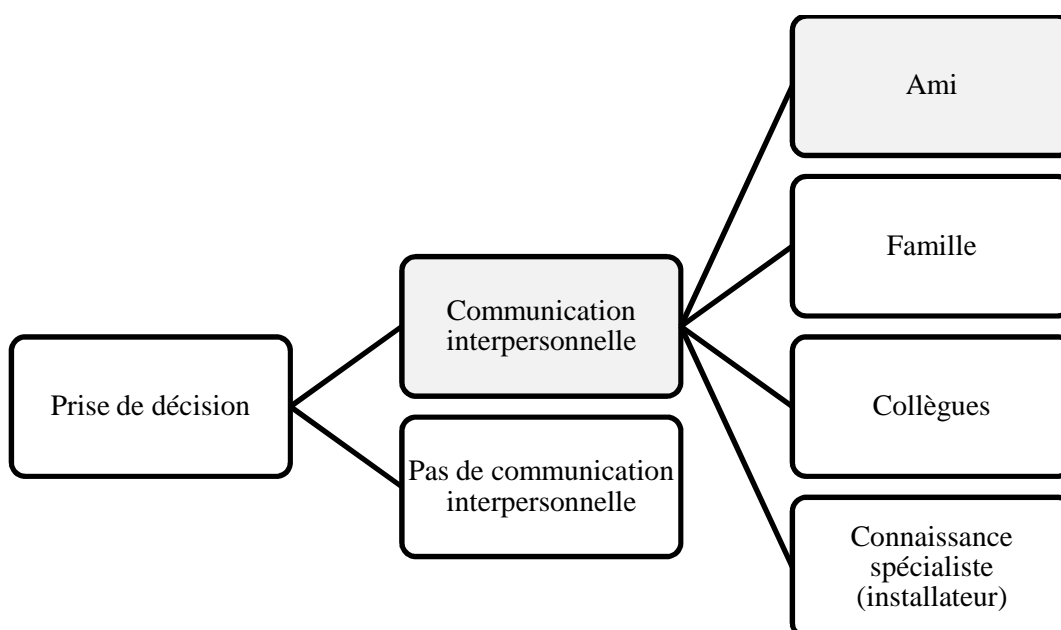 Ami
Famille
Communication
interpersonnelle
Prise de décision
Collègues
Pas de communication
interpersonnelle
Connaissance
spécialiste
(installateur)